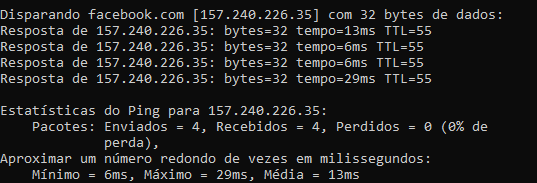 Disparando facebook.com [157.240.226.35] com 32 bytes de dados:
Resposta de 157.240.226.35: bytes=32 tempo=13ms TTL=55
Resposta de 157.240.226.35: bytes=32 tempo=6ms TTL=55
Resposta de 157.240.226.35: bytes=32 tempo=6ms TTL=55
Resposta de 157.240.226.35: bytes=32 tempo=29ms TTL=55
Estatísticas do Ping para 157.240.226.35:
Pacotes: Enviados = 4, Recebidos = 4, Perdidos = 0 (0% de
perda),
Aproximar um número redondo de vezes em milissegundos:
Mínimo = 6ms, Máximo = 29ms, Média = 13ms